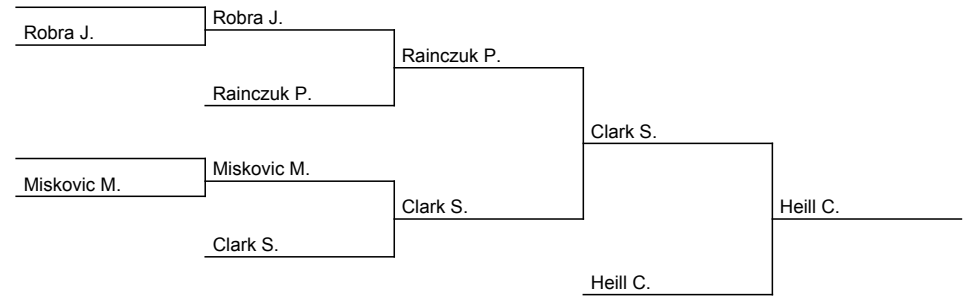 Robra J.
Robra J.
Rainczuk P.
Rainczuk P.
Clark S.
Miskovic M.
Miskovic M.
Clark S.
Heill C.
Clark S.
Heill C.